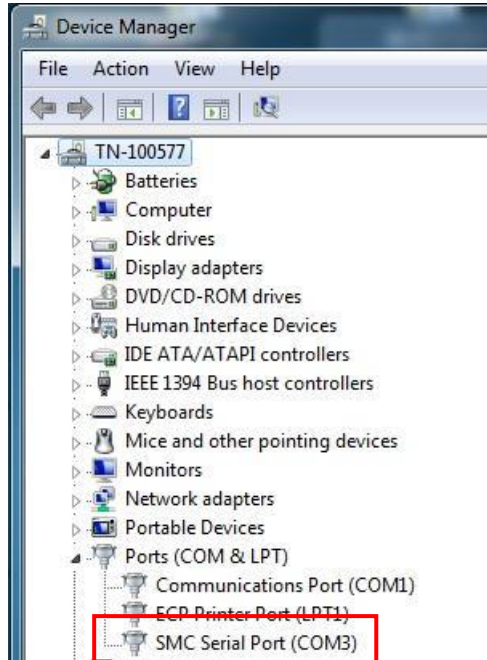 Device Manager
File Action View Help
TN-100577
Batteries
Computer
Disk drives
Display adapters
DVD/CD-ROM drives
Human Interface Devices
IDE ATA/ATAPI controllers
IEEE 1394 Bus host controllers
Keyboards
Mice and other pointing devices
Monitors
Network adapters
Portable Devices
Ports (COM & LPT)
Communications Port (COM1)
ECP Printer Port (LPT1)
SMC Serial Port (COM3)